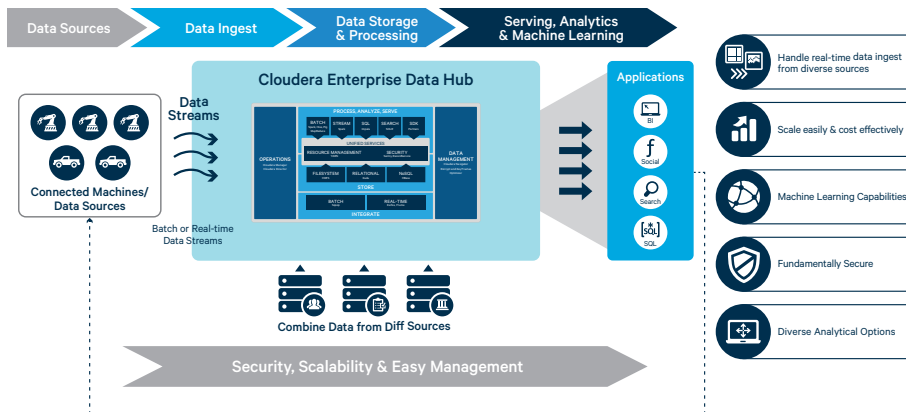 Data Sources
Data Ingest
Data Storage
& Processing
Serving, Analytics
& Machine Learning
Cloudera Enterprise Data Hub
Data
Streams
Connected Machines/
Data Sources
Batch or Real-time
Data Streams
PROCESS, ANALYZE, SERVE
BATCH
STREAM
SQL
SEARCH
SDK
UNIFIED SERVICES
RESOURCE MANAGEMENT
SECURITY
OPERATIONS
DATA
MANAGEMENT
FILESYSTEM
RELATIONAL
NoSQL
STORE
BATCH
REAL-TIME
INTEGRATE
Applications
BI
Social
Search
SQL
SQL
Combine Data from Diff Sources
Security, Scalability & Easy Management
Handle real-time data ingest
from diverse sources
Scale easily & cost effectively
Machine Learning Capabilities
Fundamentally Secure
Diverse Analytical Options